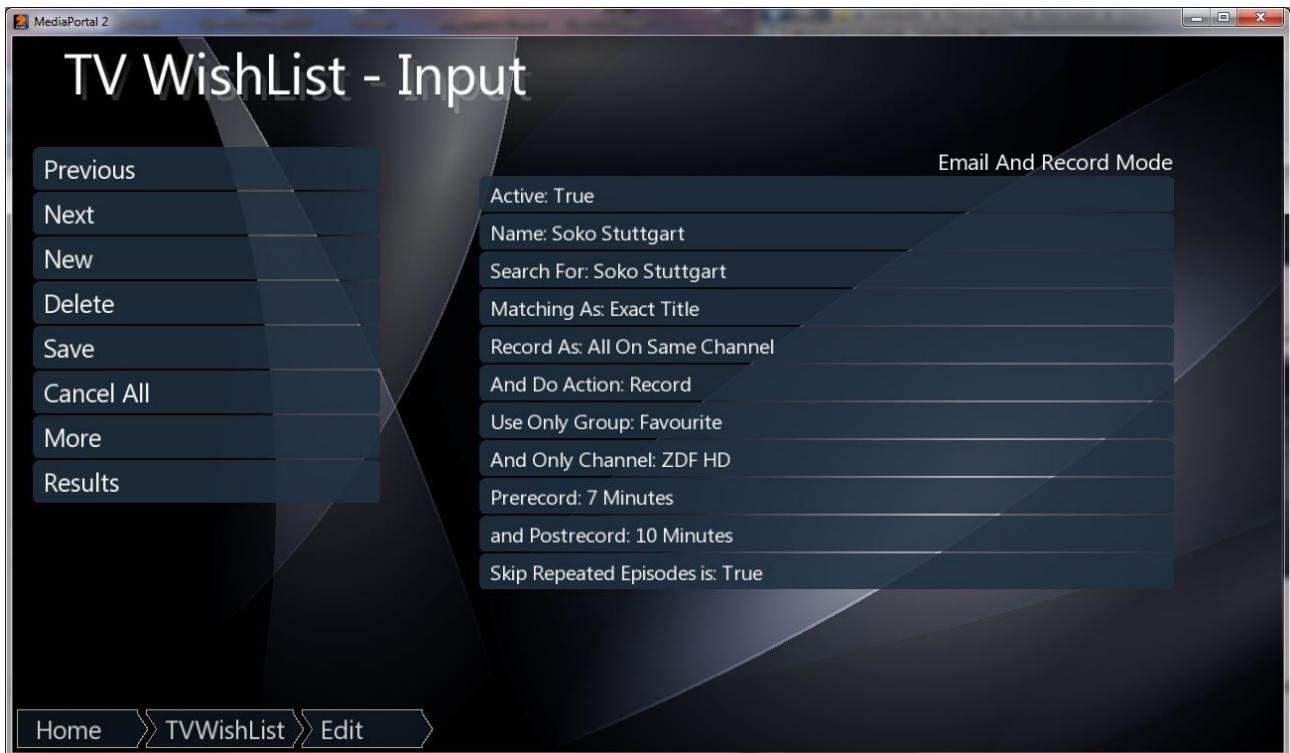 MediaPortal 2
TV WishList - Input
Previous
Next
New
Delete
Save
Cancel All
More
Results
Email And Record Mode
Active: True
Name: Soko Stuttgart
Search For: Soko Stuttgart
Matching As: Exact Title
Record As: All On Same Channel
And Do Action: Record
Use Only Group: Favourite
And Only Channel: ZDF HD
Prerecord: 7 Minutes
and Postrecord: 10 Minutes
Skip Repeated Episodes is: True
Home TVWishList Edit